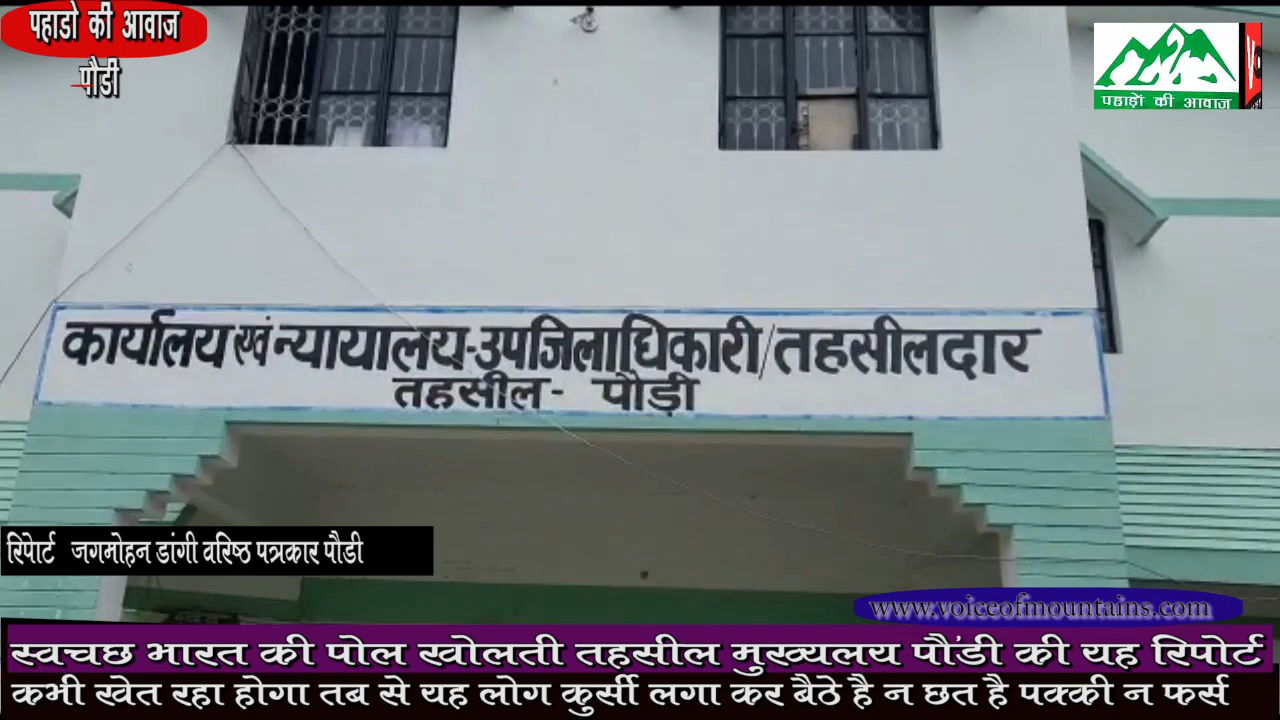 पहाडो की आवाज
पौडी
पहाड़ों की आवाज
कार्यालय एवं न्यायालय-उपजिलाधिकारी/तहसीलदार
तहसील- पौड़ी
रिपोर्ट जगमोहन डांगी वरिष्ठ पत्रकार पौडी
www.voiceofmountains.com
स्वचछ भारत की पोल खोलती तहसील मुख्यलय पौंडी की यह रिपोर्ट
कभी खेत रहा होगा तब से यह लोग कुर्सी लगा कर बैठे है न छत है पक्की न फर्स